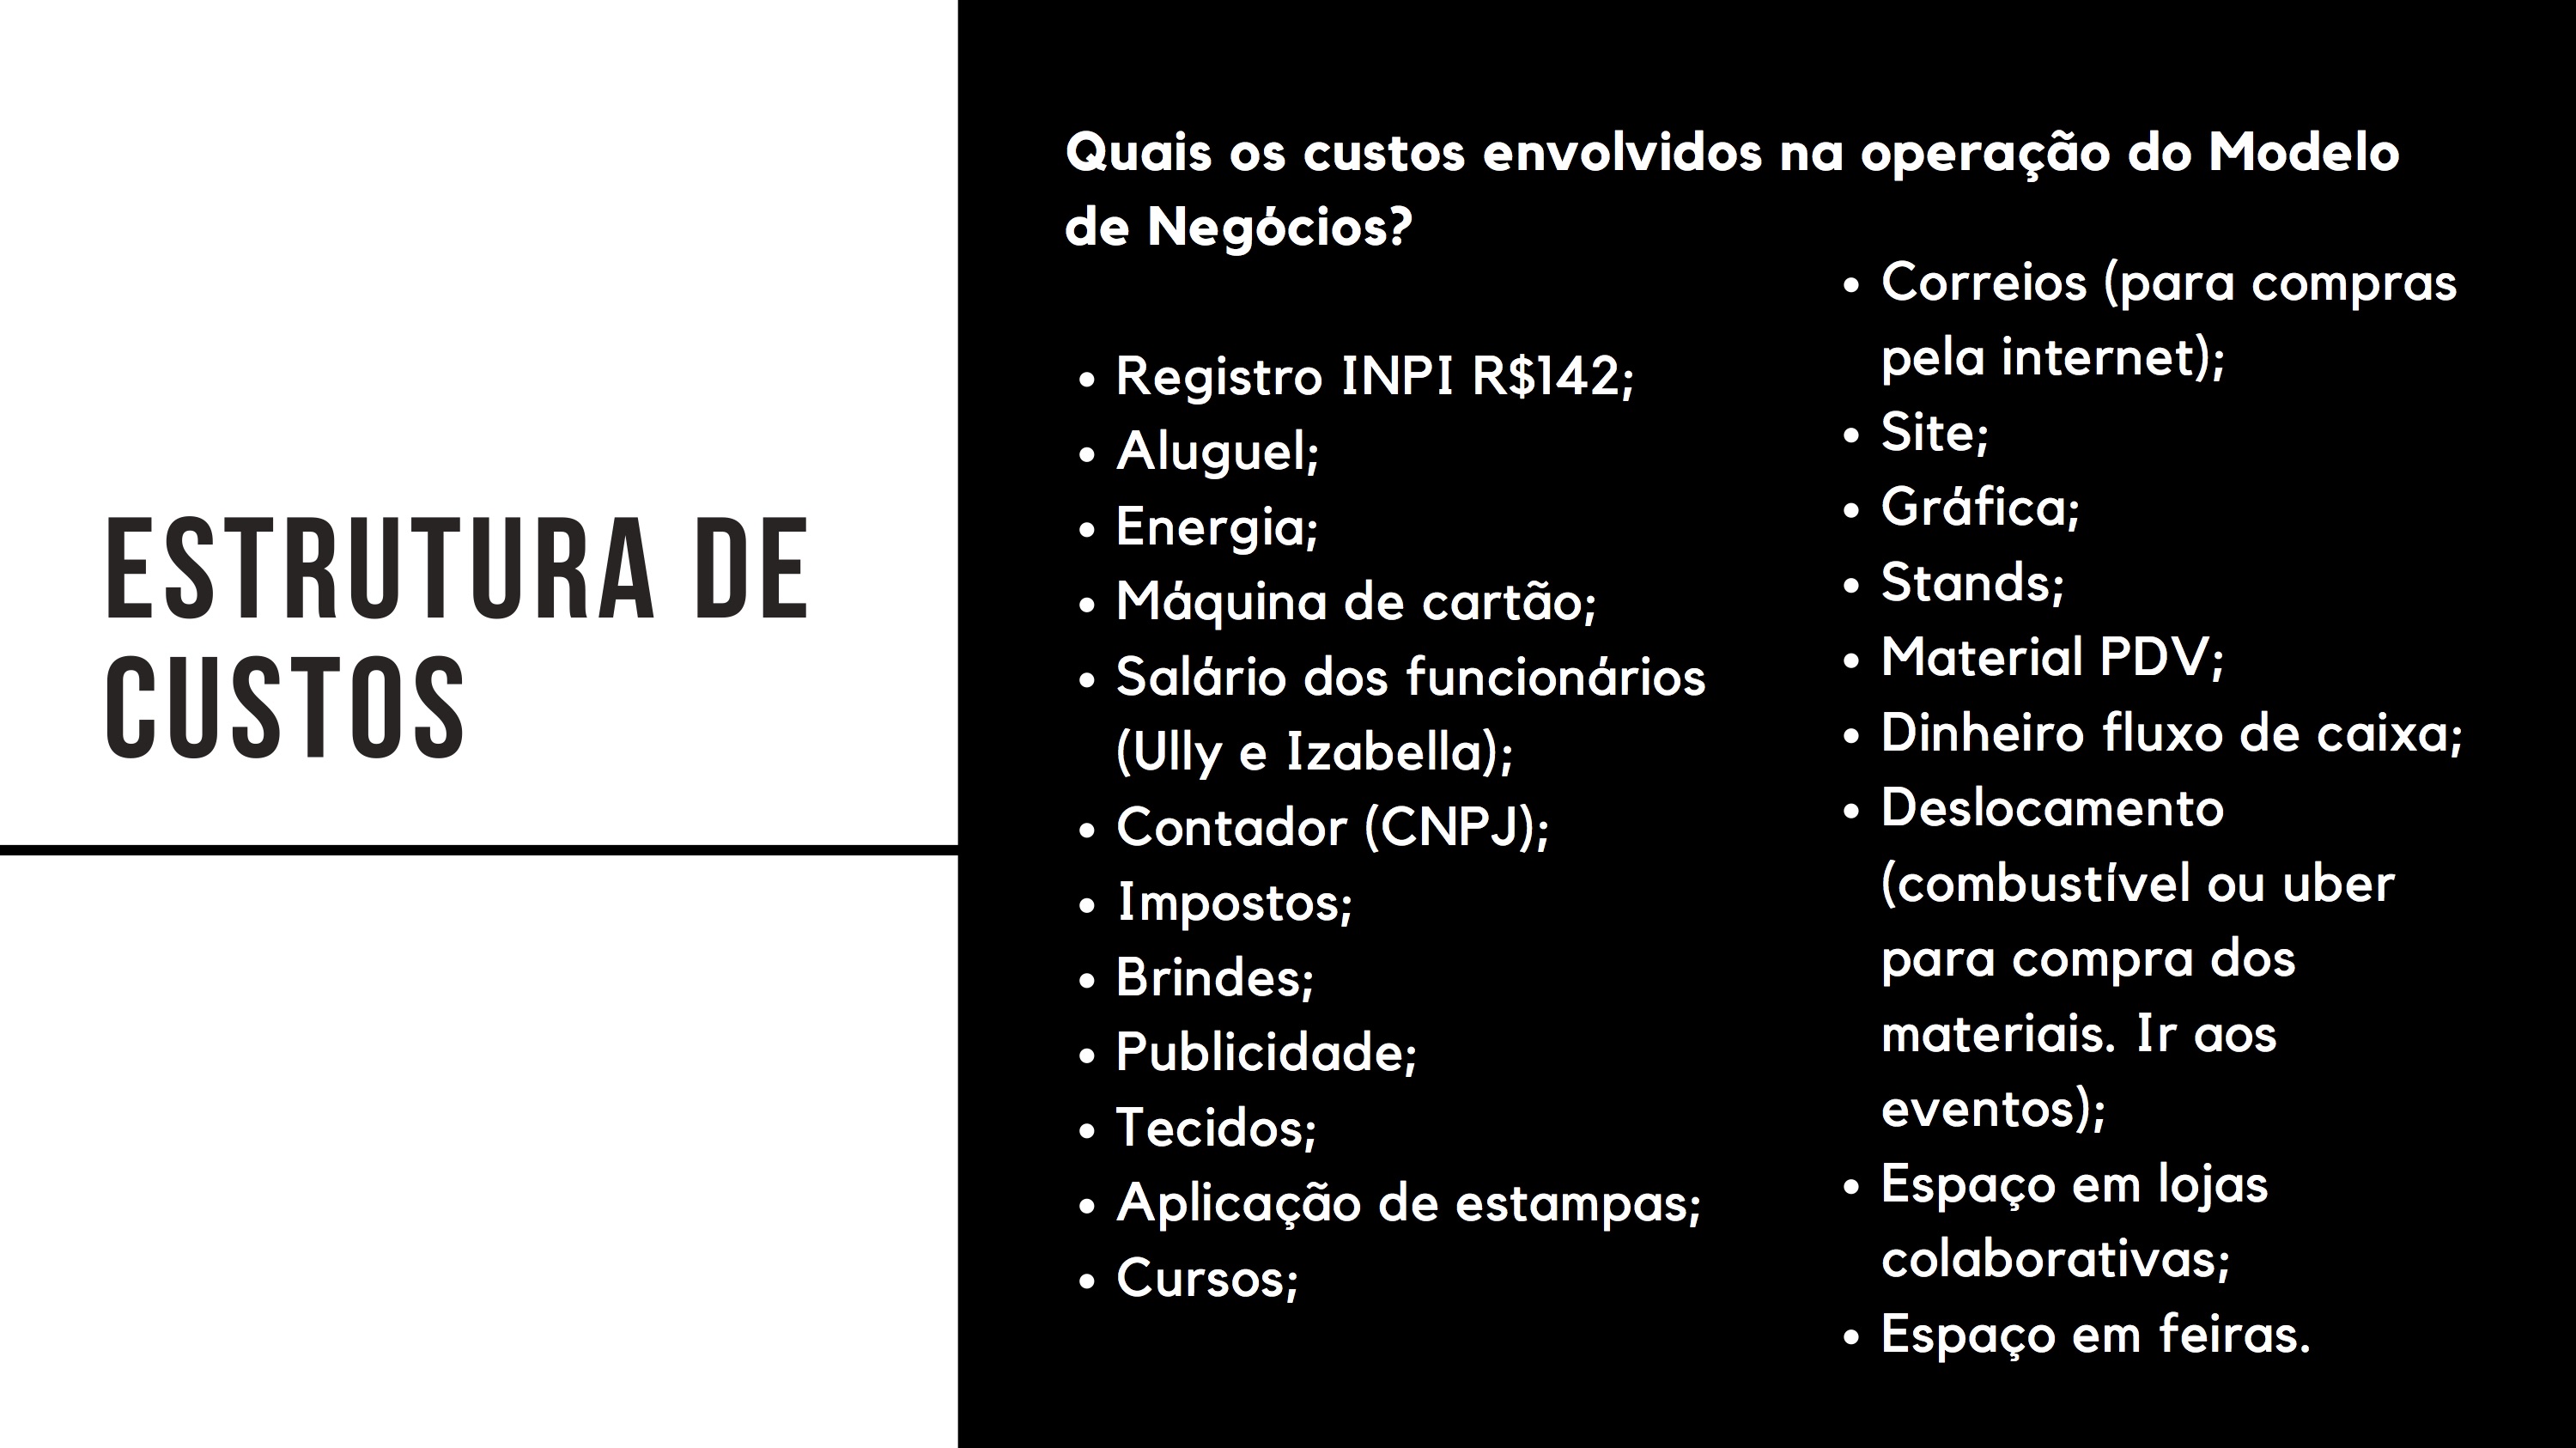 ESTRUTURA DE
CUSTOS
Quais os custos envolvidos na operação do Modelo
de Negócios?
• Registro INPI R$142;
• Aluguel;
• Energia;
• Máquina de cartão;
• Salário dos funcionários
(Ully e Izabella);
• Contador (CNPJ);
• Impostos;
• Brindes;
• Publicidade;
• Tecidos;
• Aplicação de estampas;
• Cursos;
• Correios (para compras
pela internet);
• Site;
• Gráfica;
• Stands;
• Material PDV;
• Dinheiro fluxo de caixa;
• Deslocamento
(combustível ou uber
para compra dos
materiais. Ir aos
eventos);
• Espaço em lojas
colaborativas;
• Espaço em feiras.